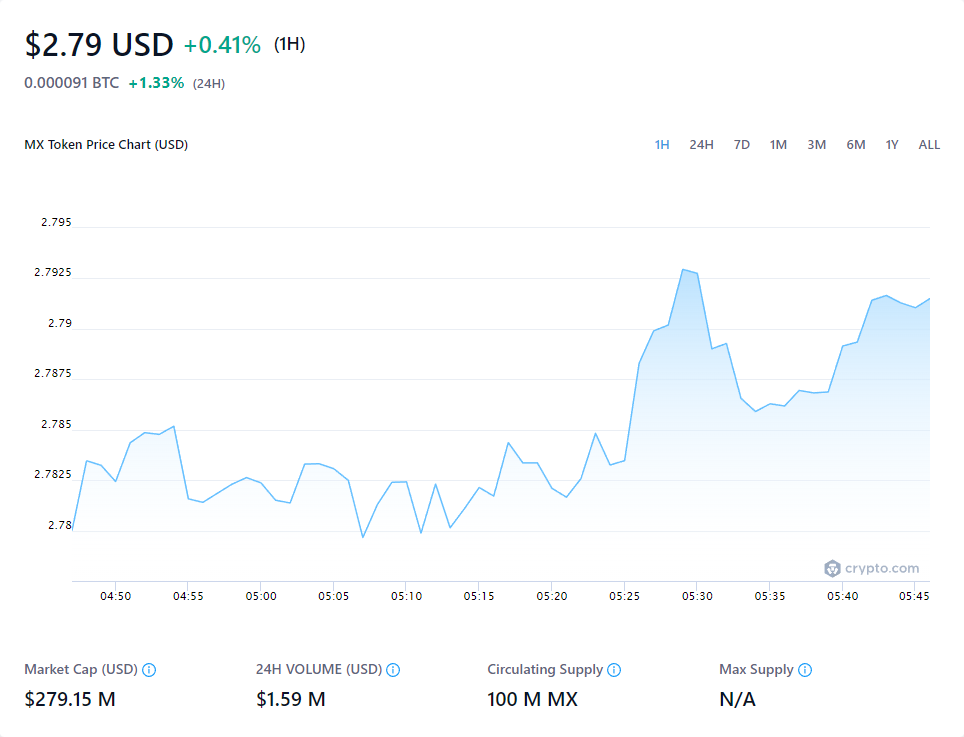 $2.79 USD +0.41% (1H)
0.000091 BTC +1.33% (24H)
MX Token Price Chart (USD) 1H 24H 7D 1M 3M 6M 1Y ALL
2.795
2.7925
2.79
2.7875
2.785
2.7825
2.78
crypto.com
04:50 04:55 05:00 05:05 05:10 05:15 05:20 05:25 05:30 05:35 05:40 05:45
Market Cap (USD) 24H VOLUME (USD) Circulating Supply Max Supply
$279.15 M $1.59 M 100 M MX N/A